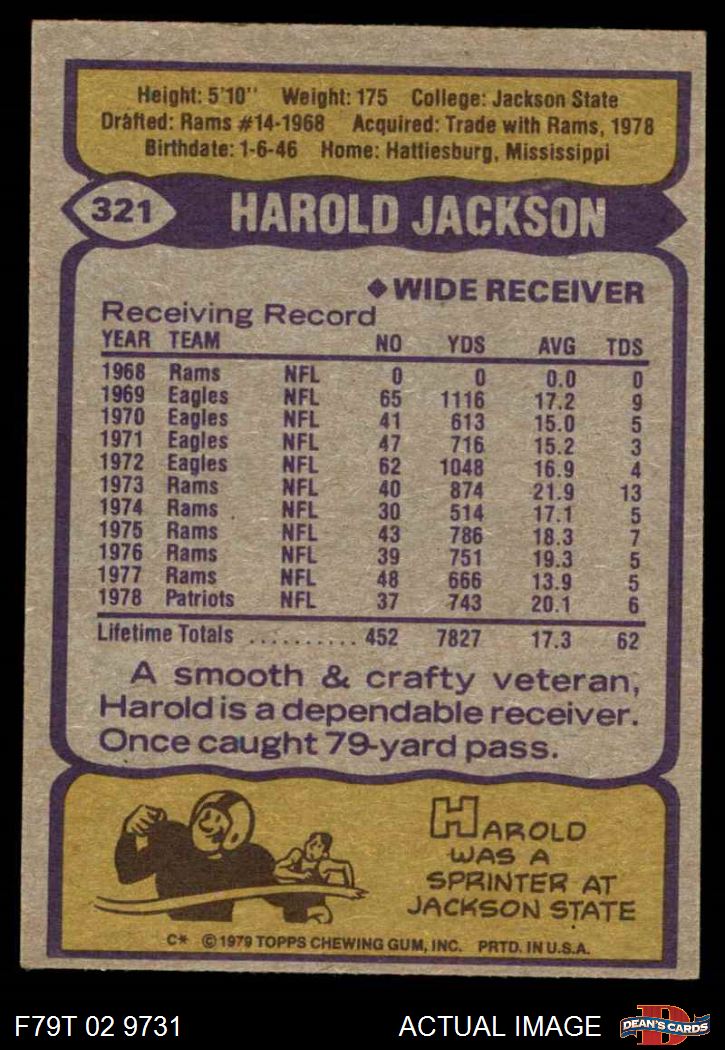 Height: 5'10'' Weight: 175 College: Jackson State
Drafted: Rams #14-1968 Acquired: Trade with Rams, 1978
Birthdate: 1-6-46 Home: Hattiesburg, Mississippi
321 HAROLD JACKSON
◆WIDE RECEIVER
Receiving Record
YEAR TEAM NO YDS AVG TDS
1968 Rams NFL 0 0 0.0 0
1969 Eagles NFL 65 1116 17.2 9
1970 Eagles NFL 41 613 15.0 5
1971 Eagles NFL 47 716 15.2 3
1972 Eagles NFL 62 1048 16.9 4
1973 Rams NFL 40 874 21.9 13
1974 Rams NFL 30 514 17.1 5
1975 Rams NFL 43 786 18.3 7
1976 Rams NFL 39 751 19.3 5
1977 Rams NFL 48 666 13.9 5
1978 Patriots NFL 37 743 20.1 6
Lifetime Totals .......... 452 7827 17.3 62
A smooth & crafty veteran,
Harold is a dependable receiver.
Once caught 79-yard pass.
HAROLD
WAS A
SPRINTER AT
JACKSON STATE
C* © 1979 TOPPS CHEWING GUM, INC. PRTD. IN U.S.A.
F79T 02 9731 ACTUAL IMAGE D DEAN'S CARDS